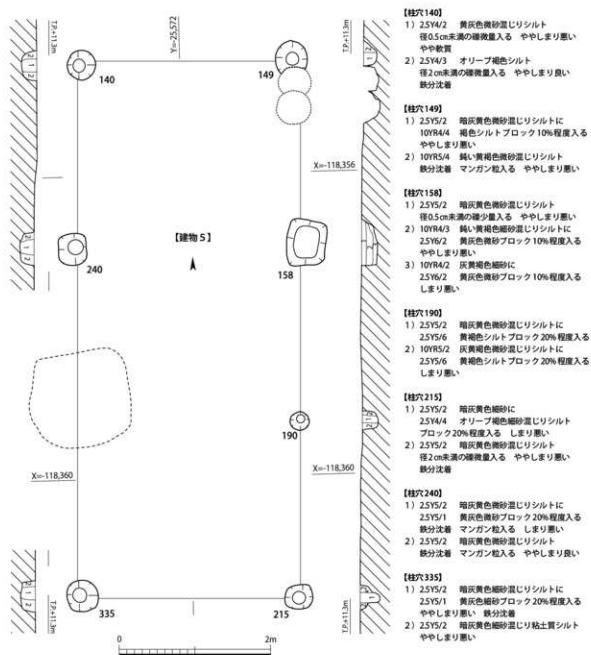 T.P.+11.3m
Y=-25,572
T.P.+11.3m
140
149
X=-118,356
【建物5】
240
158
190
X=-118,360
X=-118,360
335
215
T.P.+11.3m
T.P.+11.3m
0 2m
【柱穴140】
1）2.5Y4/2 黄灰色微砂混じりシルト
径0.5㎝未満の礫微量入る ややしまり悪い
やや軟質
2）2.5Y4/3 オリーブ褐色シルト
径2㎝未満の礫微量入る ややしまり良い
鉄分沈着
【柱穴149】
1）2.5Y5/2 暗灰黄色微砂混じりシルトに
10YR4/4 褐色シルトブロック10%程度入る
ややしまり悪い
2）10YR5/4 鈍い黄褐色微砂混じりシルト
鉄分沈着 マンガン粒入る ややしまり悪い
【柱穴158】
1）2.5Y5/2 暗灰黄色微砂混じりシルト
径0.5㎝未満の礫少量入る ややしまり悪い
2）10YR4/3 鈍い黄褐色細砂混じりシルトに
2.5Y6/2 黄灰色微砂ブロック10%程度入る
ややしまり悪い
3）10YR4/2 灰黄褐色細砂に
2.5Y6/2 黄灰色微砂ブロック10%程度入る
しまり悪い
【柱穴190】
1）2.5Y5/2 暗灰黄色微砂混じりシルトに
2.5Y5/6 黄褐色シルトブロック20%程度入る
2）10YR5/2 灰黄褐色微砂混じりシルトに
2.5Y5/6 黄褐色シルトブロック20%程度入る
しまり悪い
【柱穴215】
1）2.5Y5/2 暗灰黄色細砂に
2.5Y4/4 オリーブ褐色細砂混じりシルト
ブロック20%程度入る しまり悪い
2）2.5Y5/2 暗灰黄色微砂混じりシルト
径2㎝未満の礫微量入る ややしまり悪い
鉄分沈着
【柱穴240】
1）2.5Y5/2 暗灰黄色微砂混じりシルトに
2.5Y5/1 黄灰色微砂ブロック20%程度入る
鉄分沈着 マンガン粒入る しまり悪い
2）2.5Y5/2 暗灰黄色微砂混じりシルト
鉄分沈着 マンガン粒入る ややしまり良い
【柱穴335】
1）2.5Y5/2 暗灰黄色細砂混じりシルトに
2.5Y5/1 黄灰色細砂ブロック20%程度入る
ややしまり悪い 鉄分沈着
2）2.5Y5/2 暗灰黄色細砂混じり粘土質シルト
ややしまり悪い